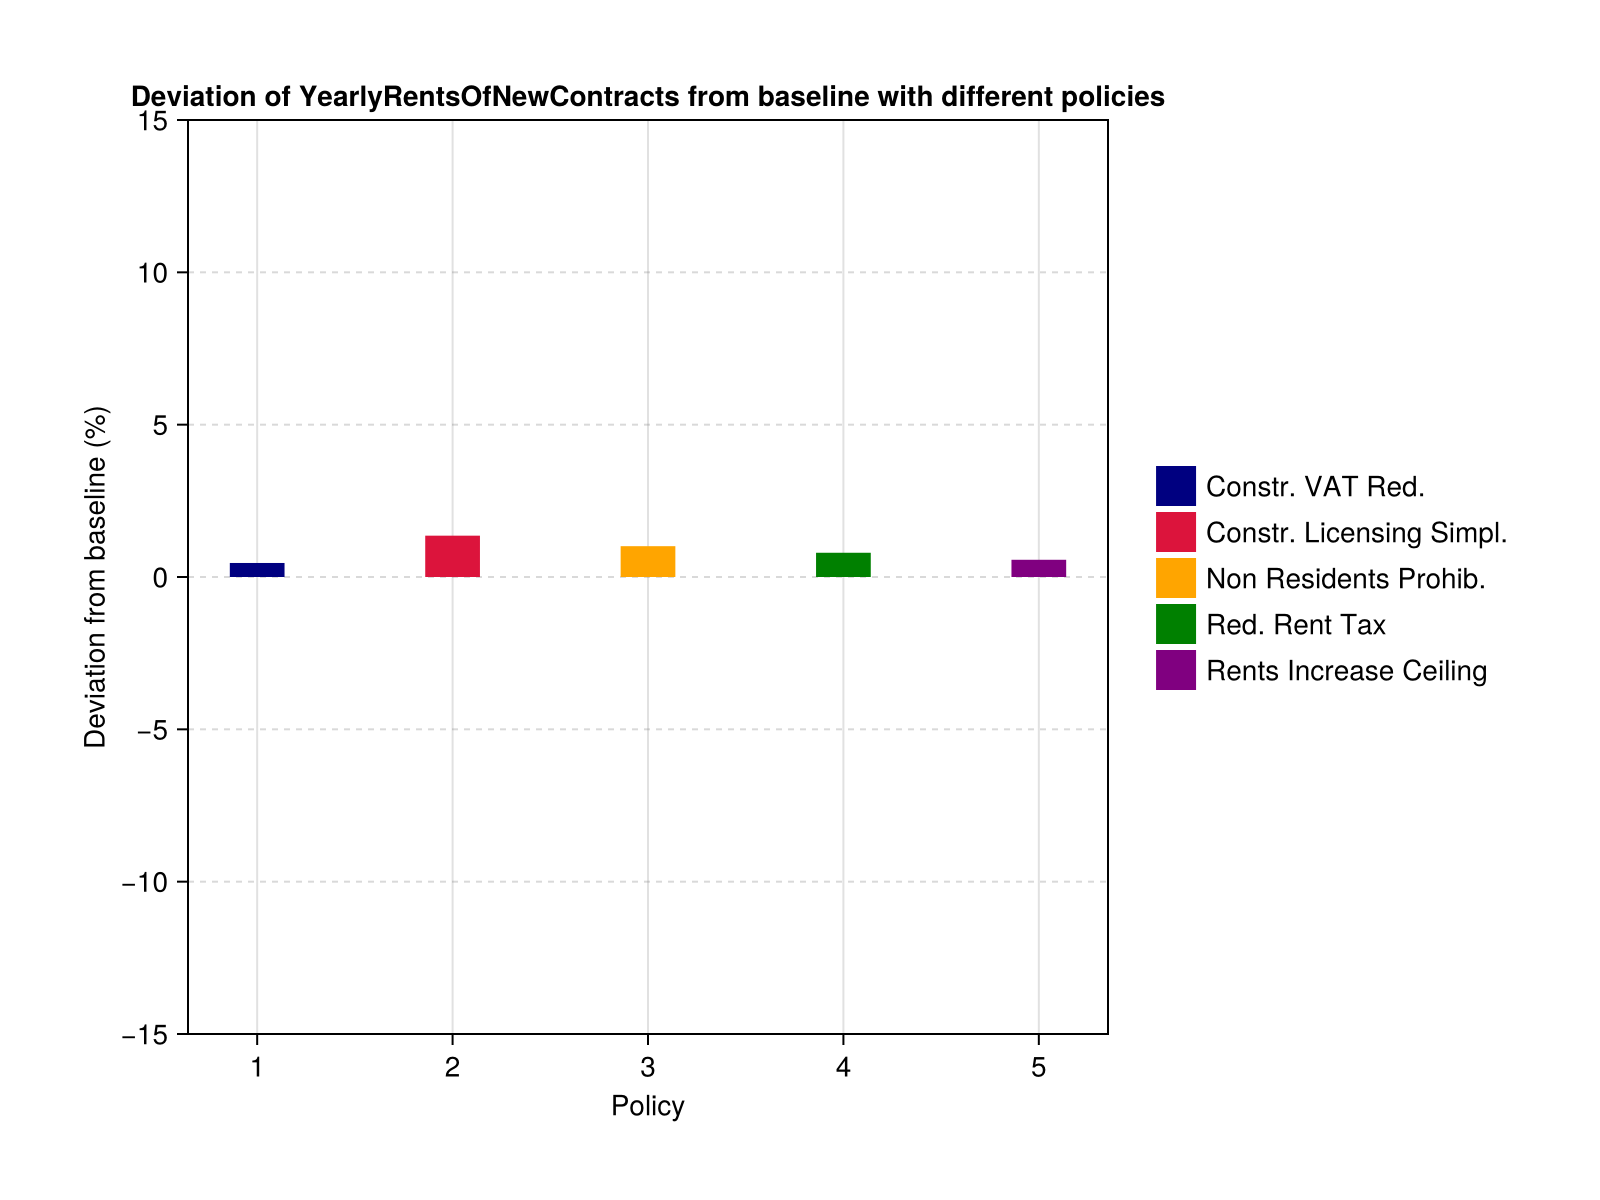 Deviation of YearlyRentsOfNewContracts from baseline with different policies
15
10
5
0
−5
−10
−15
Deviation from baseline (%)
1 2 3 4 5
Policy
Constr. VAT Red.
Constr. Licensing Simpl.
Non Residents Prohib.
Red. Rent Tax
Rents Increase Ceiling